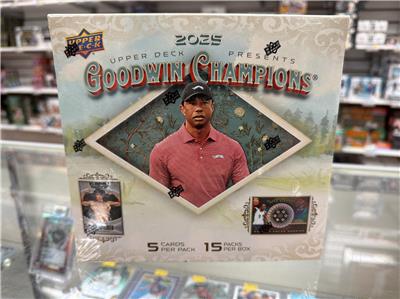 UPPER DECK
2025
UPPER DECK PRESENTS
GOODWIN CHAMPIONS®
5 CARDS PER PACK
15 PACKS PER BOX